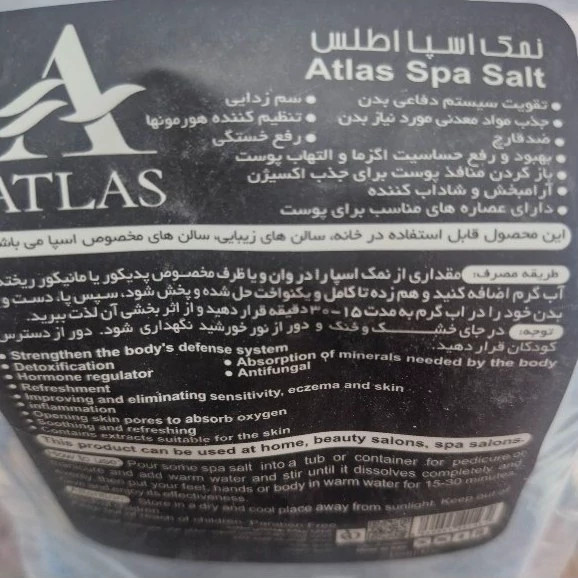 ATLAS
نمک اسپا اطلس
Atlas Spa Salt
• تقویت سیستم دفاعی بدن
• سم زدایی
• جذب مواد معدنی مورد نیاز بدن
• تنظیم کننده هورمونها
• ضدقارچ
• رفع خستگی
• بهبود و رفع حساسیت اگزما و التهاب پوست
• باز کردن منافذ پوست برای جذب اکسیژن
• آرامبخش و شاداب کننده
• دارای عصاره های مناسب برای پوست
این محصول قابل استفاده در خانه، سالن های زیبایی، سالن های مخصوص اسپا می باشد
طریقه مصرف: مقداری از نمک اسپا را در وان و یا ظرف مخصوص پدیکور یا مانیکور ریخته
آب گرم اضافه کنید و هم زده تا کامل و یکنواخت حل شده و پخش شود، سپس پا، دست و
بدن خود را در آب گرم به مدت ۱۵-۳۰ دقیقه قرار دهید و از اثر بخشی آن لذت ببرید.
توجه: در جای خشک و خنک و دور از نور خورشید نگهداری شود. دور از دسترس
کودکان قرار دهید.
• Strengthen the body's defense system
• Detoxification
• Absorption of minerals needed by the body
• Hormone regulator
• Antifungal
• Refreshment
• Improving and eliminating sensitivity, eczema and skin
inflammation
• Opening skin pores to absorb oxygen
• Soothing and refreshing
• Contains extracts suitable for the skin
This product can be used at home, beauty salons, spa salons.
How to use: Pour some spa salt into a tub or container for pedicure or
manicure and add warm water and stir until it dissolves completely and
then put your feet, hands or body in warm water for 15-30 minutes
and enjoy its effectiveness.
Store in a dry and cool place away from sunlight. Keep out of
reach of children. Paraben Free